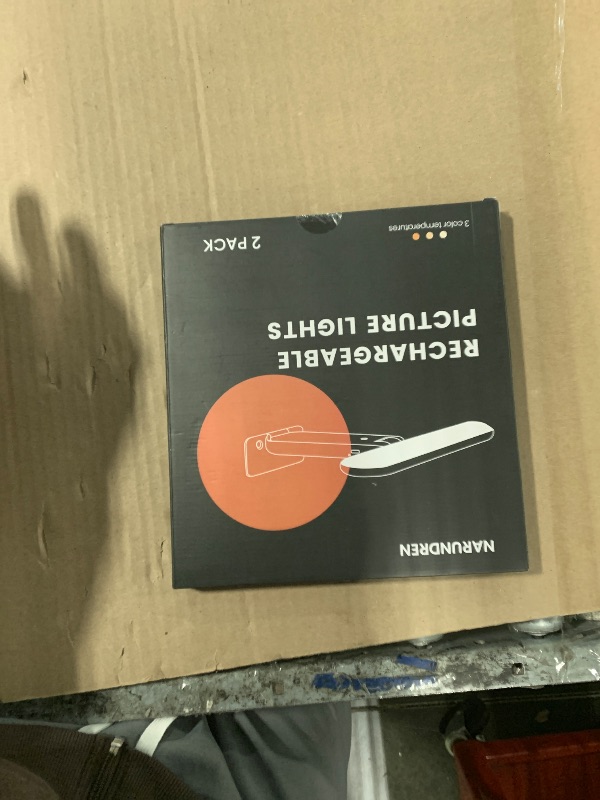 NARUNDREN
RECHARGEABLE
PICTURE LIGHTS
3 color temperatures
2 PACK